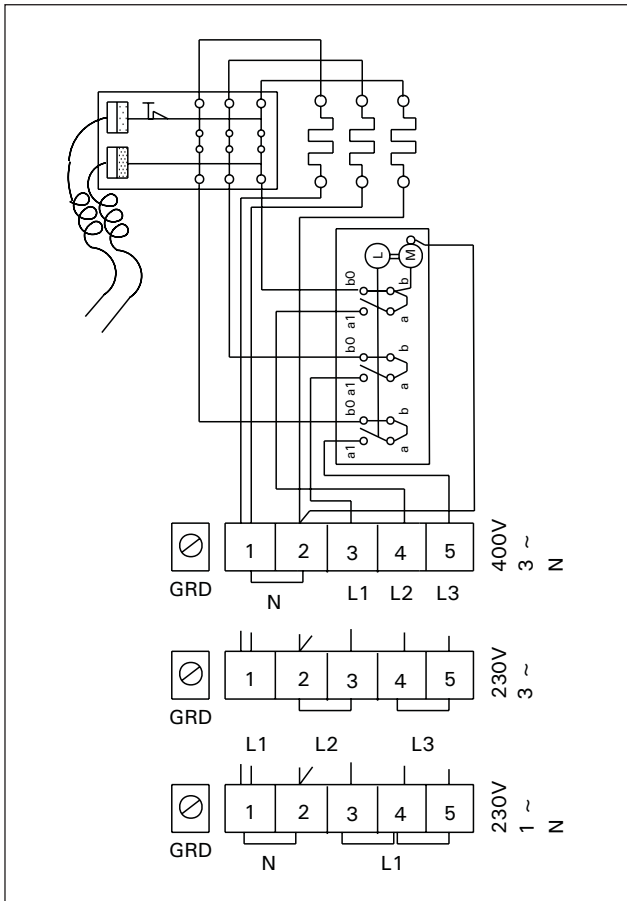 L M
b0 b
a1 a
b0 b
a1 a
b0 b
a1 a
1 2 3 4 5
GRD N L1 L2 L3
400V
3 ~
N
1 2 3 4 5
GRD
L1 L2 L3
230V
3 ~
1 2 3 4 5
GRD N L1
230V
1 ~
N